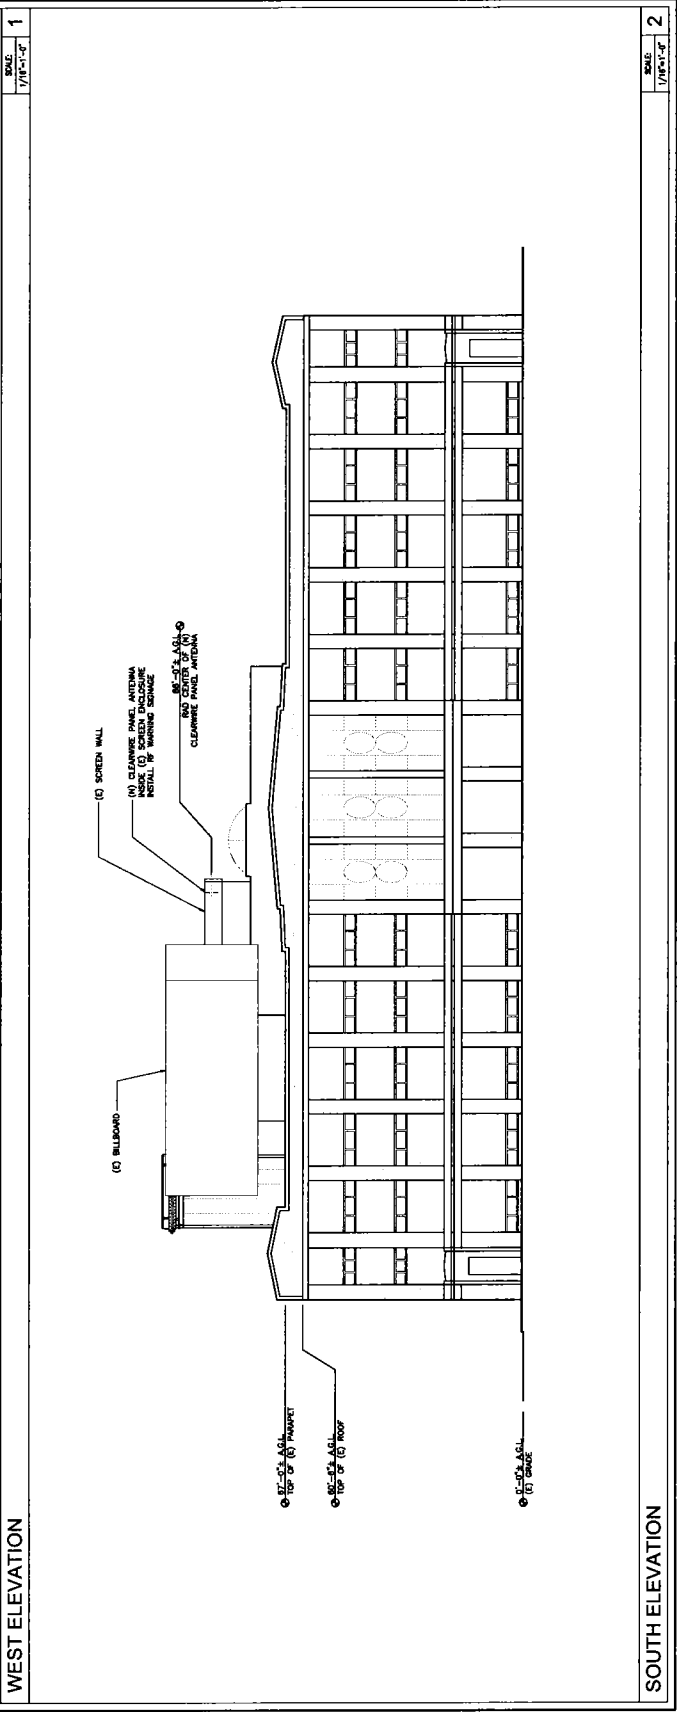 WEST ELEVATION
SCALE:
1/16"=1'-0"
1
(E) BILLBOARD
(E) SCREEN WALL
(N) CLEARWIRE PANEL ANTENNA
INSIDE (E) SCREEN ENCLOSURE
INSTALL RF WARNING SIGNAGE
RAD CENTER OF (N)
CLEARWIRE PANEL ANTENNA
67'-0"± A.G.L.
TOP OF (E) PARAPET
60'-6"± A.G.L.
TOP OF (E) ROOF
0'-0"± A.G.L.
(E) GRADE
SOUTH ELEVATION
SCALE:
1/16"=1'-0"
2